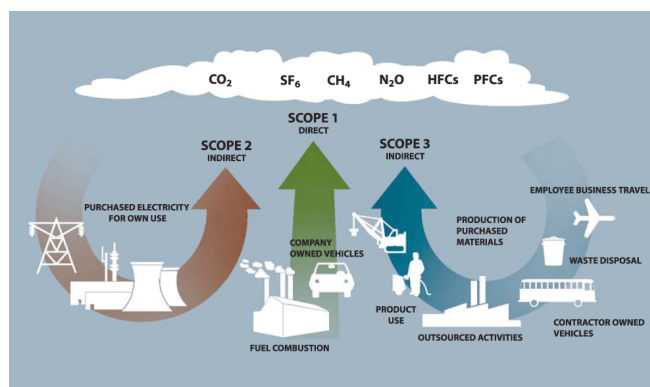 CO₂ SF₆ CH₄ N₂O HFCs PFCs
SCOPE 1
DIRECT
SCOPE 2
INDIRECT
SCOPE 3
INDIRECT
PURCHASED ELECTRICITY
FOR OWN USE
COMPANY
OWNED VEHICLES
FUEL COMBUSTION
PRODUCT
USE
PRODUCTION OF
PURCHASED
MATERIALS
OUTSOURCED ACTIVITIES
EMPLOYEE BUSINESS TRAVEL
WASTE DISPOSAL
CONTRACTOR OWNED
VEHICLES